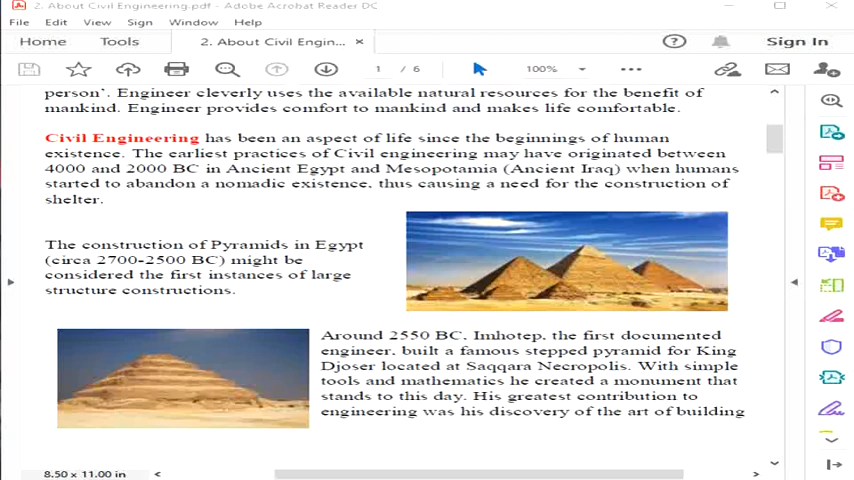 2. About Civil Engineering.pdf - Adobe Acrobat Reader DC
File Edit View Sign Window Help
Home Tools 2. About Civil Engin... × Sign In
1 / 6 100%
person’. Engineer cleverly uses the available natural resources for the benefit of
mankind. Engineer provides comfort to mankind and makes life comfortable.
Civil Engineering has been an aspect of life since the beginnings of human
existence. The earliest practices of Civil engineering may have originated between
4000 and 2000 BC in Ancient Egypt and Mesopotamia (Ancient Iraq) when humans
started to abandon a nomadic existence, thus causing a need for the construction of
shelter.
The construction of Pyramids in Egypt
(circa 2700-2500 BC) might be
considered the first instances of large
structure constructions.
Around 2550 BC, Imhotep, the first documented
engineer, built a famous stepped pyramid for King
Djoser located at Saqqara Necropolis. With simple
tools and mathematics he created a monument that
stands to this day. His greatest contribution to
engineering was his discovery of the art of building
8.50 x 11.00 in